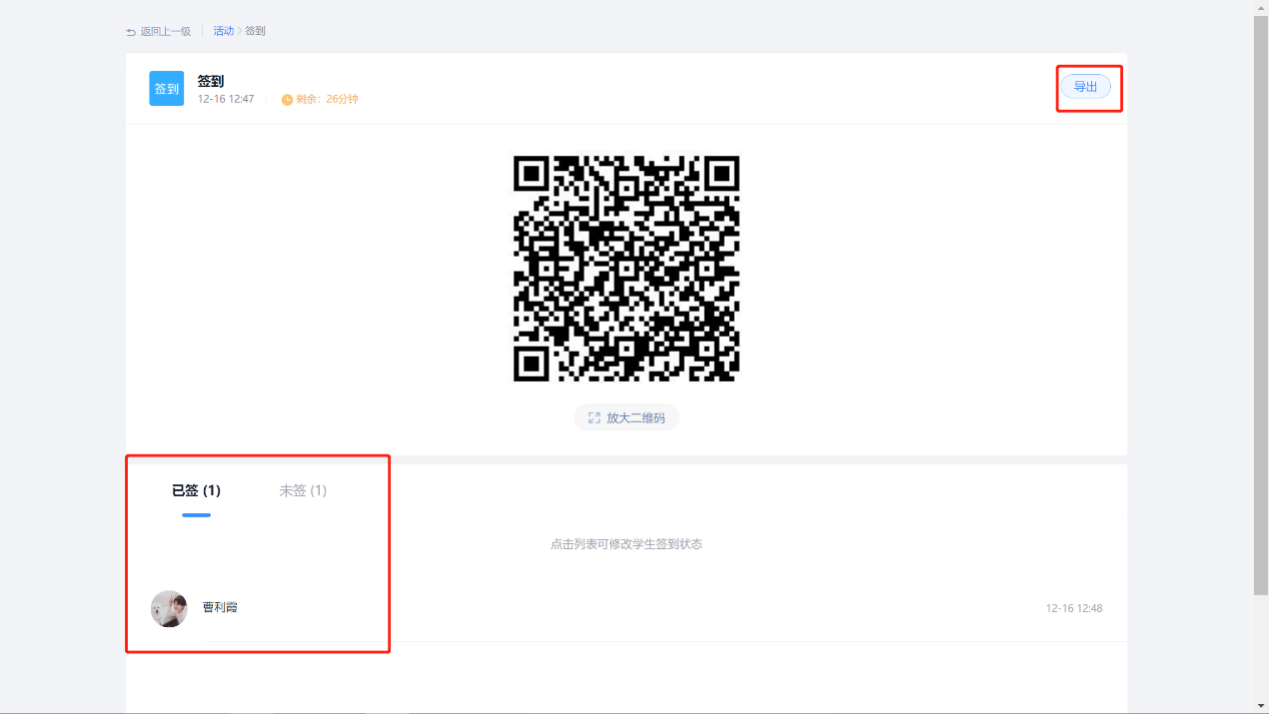 返回上一级 | 活动 > 签到
签到
签到
12-16 12:47
剩余：26分钟
导出
放大二维码
已签 (1)
未签 (1)
点击列表可修改学生签到状态
曹利霞
12-16 12:48